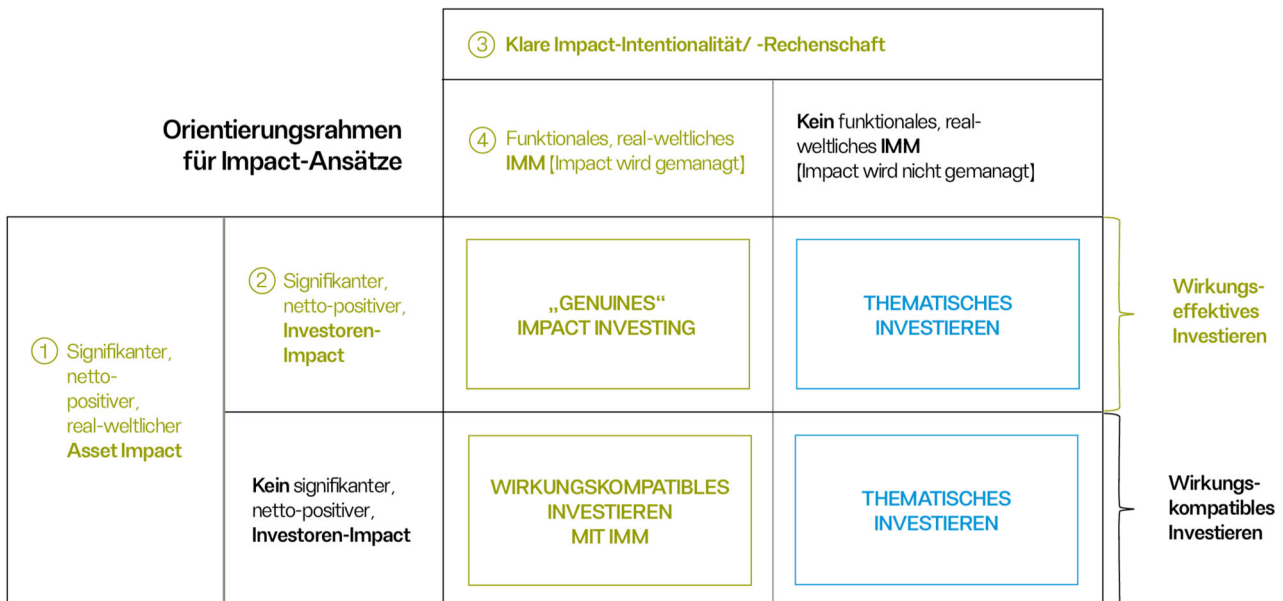 ③ Klare Impact-Intentionalität/ -Rechenschaft
Orientierungsrahmen
für Impact-Ansätze
④ Funktionales, real-weltliches
IMM [Impact wird gemanagt]
Kein funktionales, real-
weltliches IMM
[Impact wird nicht gemanagt]
① Signifikanter,
netto-
positiver,
real-weltlicher
Asset Impact
② Signifikanter,
netto-positiver,
Investoren-
Impact
„GENUINES“
IMPACT INVESTING
THEMATISCHES
INVESTIEREN
Wirkungs-
effektives
Investieren
Kein signifikanter,
netto-positiver,
Investoren-Impact
WIRKUNGSKOMPATIBLES
INVESTIEREN
MIT IMM
THEMATISCHES
INVESTIEREN
Wirkungs-
kompatibles
Investieren